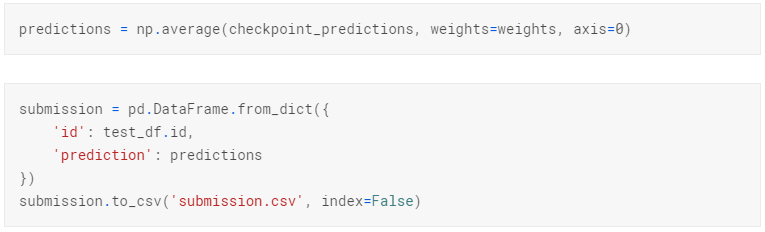 predictions = np.average(checkpoint_predictions, weights=weights, axis=0)
submission = pd.DataFrame.from_dict({
    'id': test_df.id,
    'prediction': predictions
})
submission.to_csv('submission.csv', index=False)